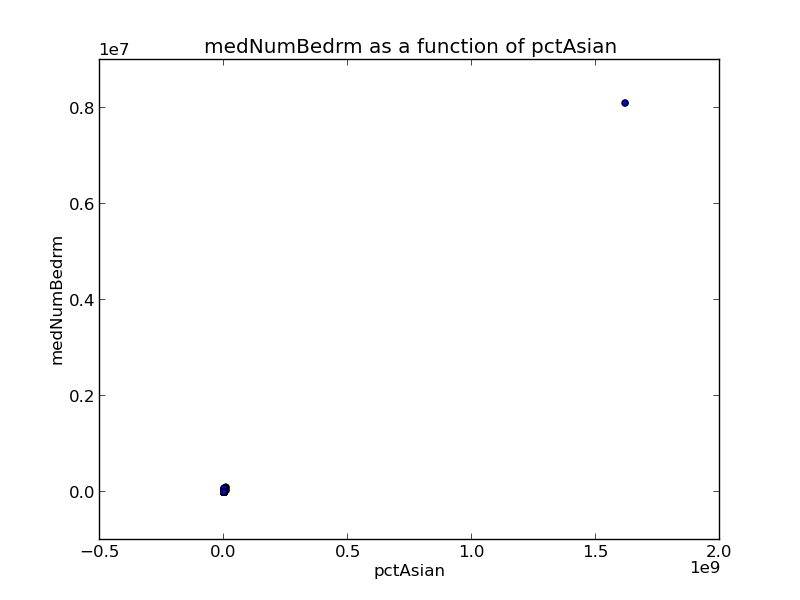 medNumBedrm as a function of pctAsian
1e7
0.8
0.6
0.4
0.2
0.0
medNumBedrm
−0.5 0.0 0.5 1.0 1.5 2.0
1e9
pctAsian